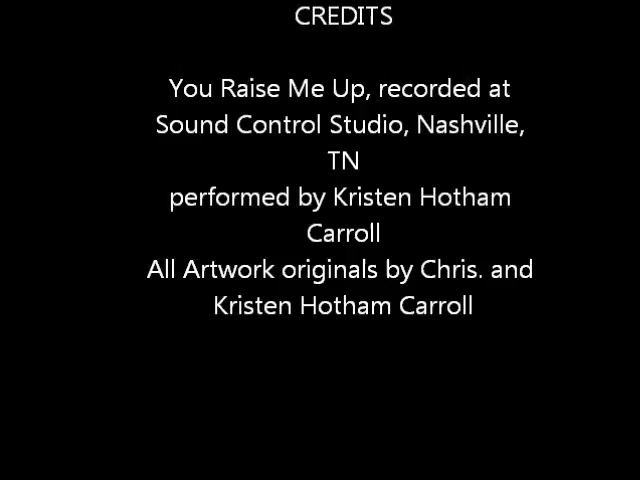 CREDITS
You Raise Me Up, recorded at
Sound Control Studio, Nashville,
TN
performed by Kristen Hotham
Carroll
All Artwork originals by Chris. and
Kristen Hotham Carroll